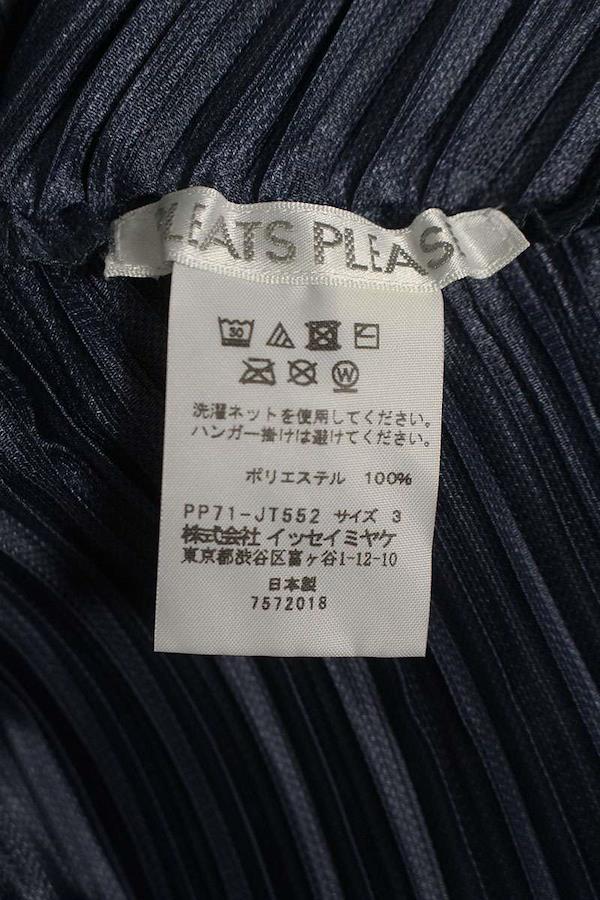 PLEATS PLEAS
30
W
洗濯ネットを使用してください。
ハンガー掛けは避けてください。
ポリエステル 100%
PP71-JT552 サイズ 3
株式会社 イッセイミヤケ
東京都渋谷区富ヶ谷1-12-10
日本製
7572018